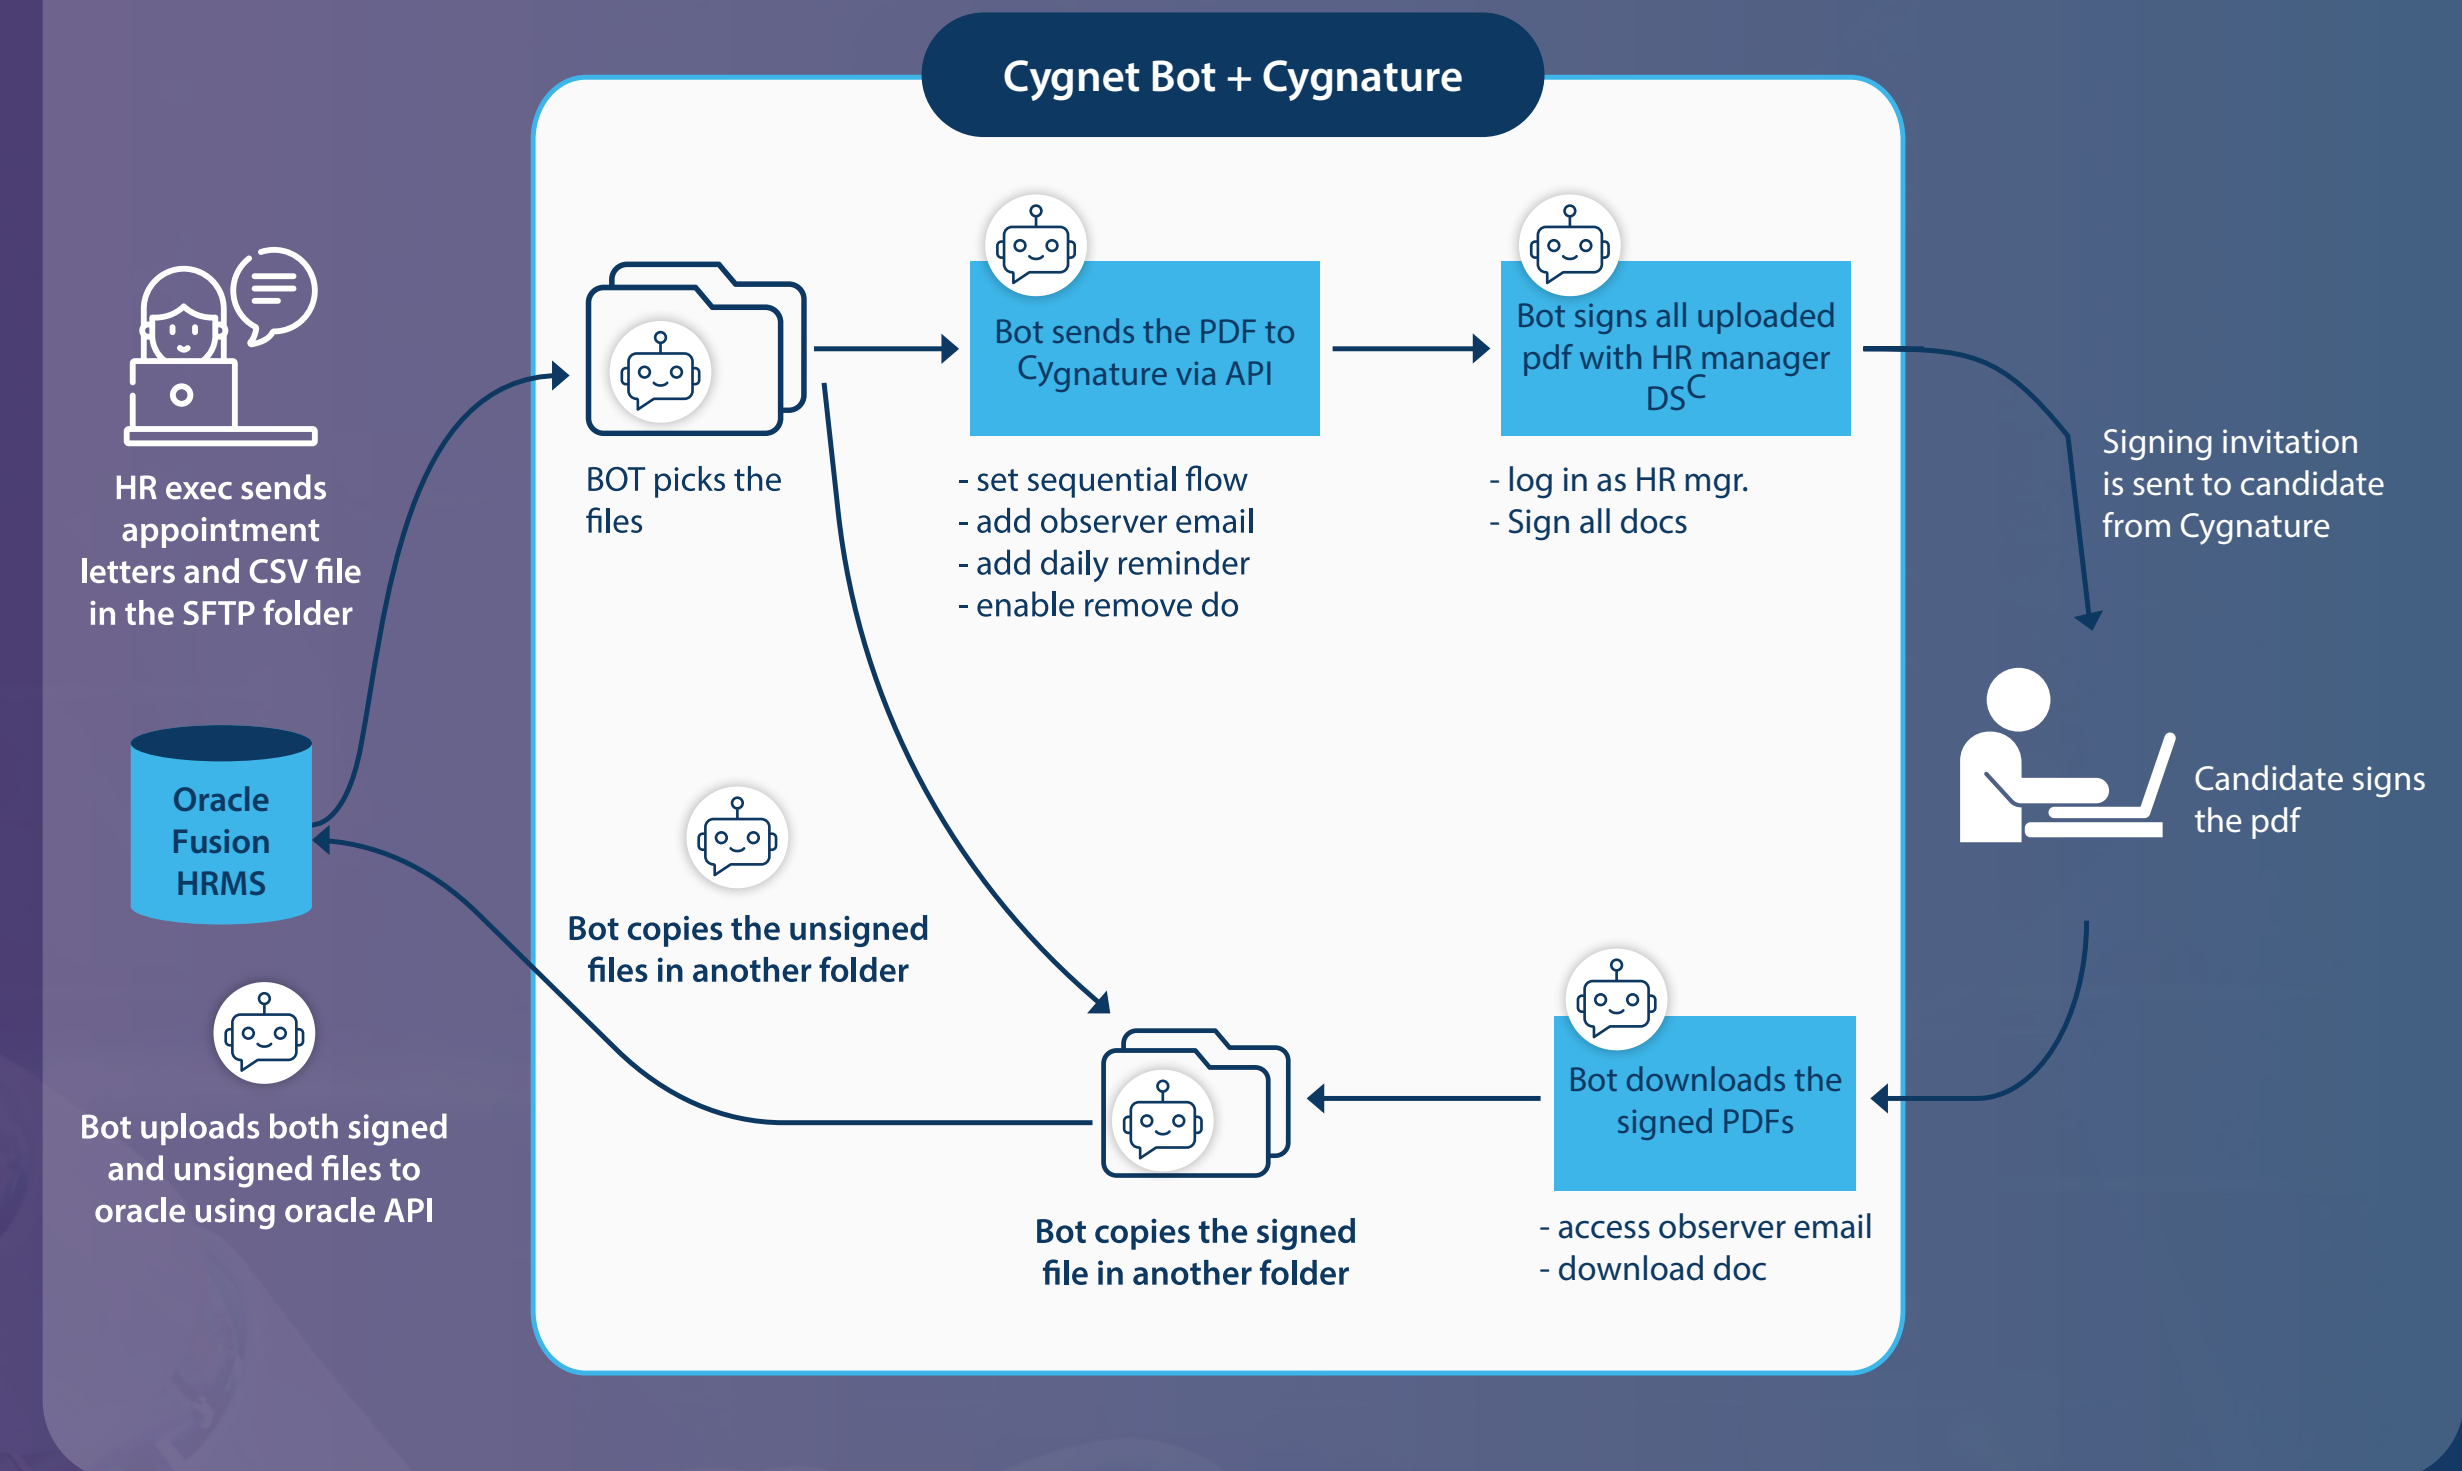 Cygnet Bot + Cygnature
HR exec sends
appointment
letters and CSV file
in the SFTP folder
BOT picks the
files
Bot sends the PDF to
Cygnature via API
- set sequential flow
- add observer email
- add daily reminder
- enable remove do
Bot signs all uploaded
pdf with HR manager
DSC
- log in as HR mgr.
- Sign all docs
Signing invitation
is sent to candidate
from Cygnature
Candidate signs
the pdf
Oracle
Fusion
HRMS
Bot copies the unsigned
files in another folder
Bot downloads the
signed PDFs
- access observer email
- download doc
Bot copies the signed
file in another folder
Bot uploads both signed
and unsigned files to
oracle using oracle API